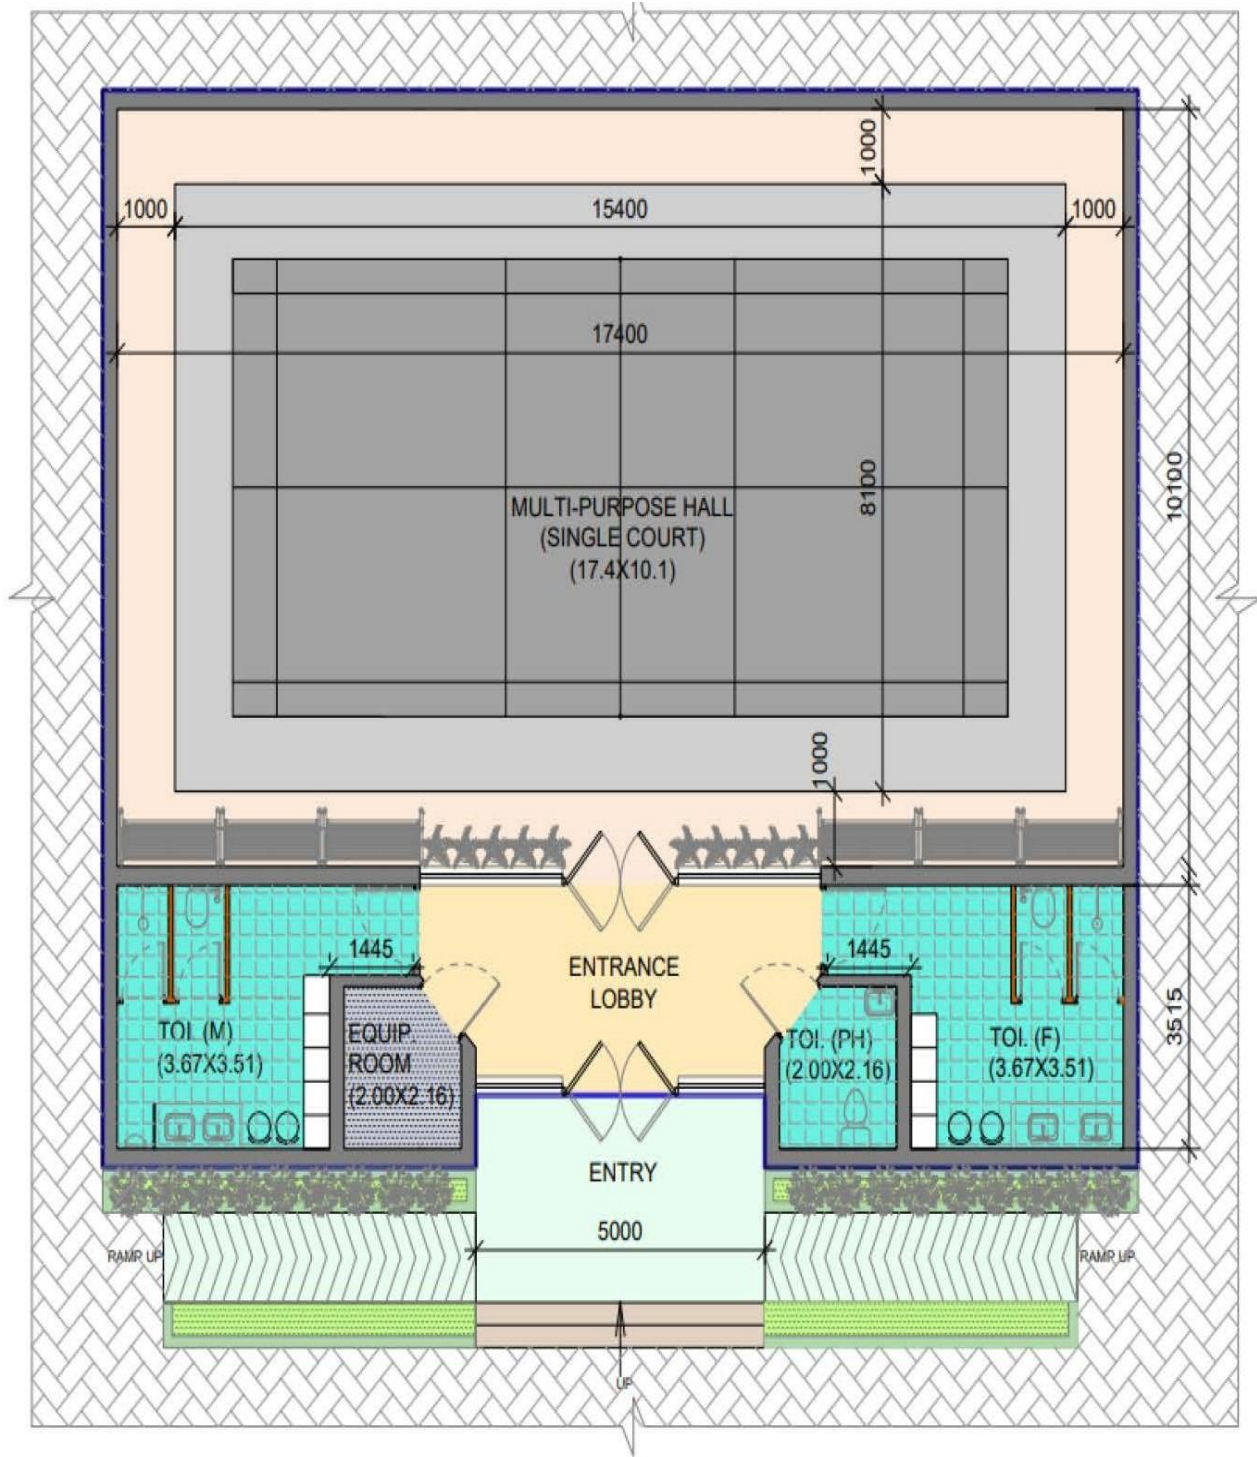 1000
1000
15400
1000
17400
8100
10100
MULTI-PURPOSE HALL
(SINGLE COURT)
(17.4X10.1)
1000
1445
1445
ENTRANCE
LOBBY
TOI. (M)
(3.67X3.51)
EQUIP.
ROOM
(2.00X2.16)
TOI. (PH)
(2.00X2.16)
TOI. (F)
(3.67X3.51)
3515
ENTRY
5000
RAMP UP
RAMP UP
UP